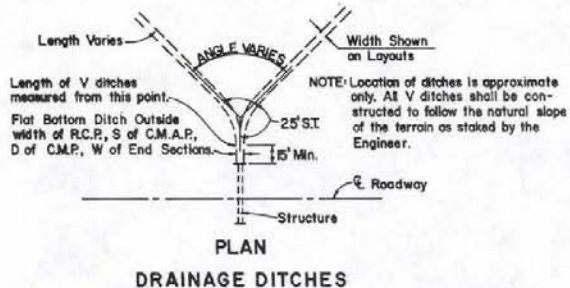 Length Varies
ANGLE VARIES
Width Shown
on Layouts
Length of V ditches
measured from this point.
Flat Bottom Ditch Outside
width of R.C.P., S of C.M.A.P.,
D of C.M.P., W of End Sections.
25' S.T.
15' Min.
NOTE: Location of ditches is approximate
only. All V ditches shall be con-
structed to follow the natural slope
of the terrain as staked by the
Engineer.
℄ Roadway
Structure
PLAN
DRAINAGE DITCHES